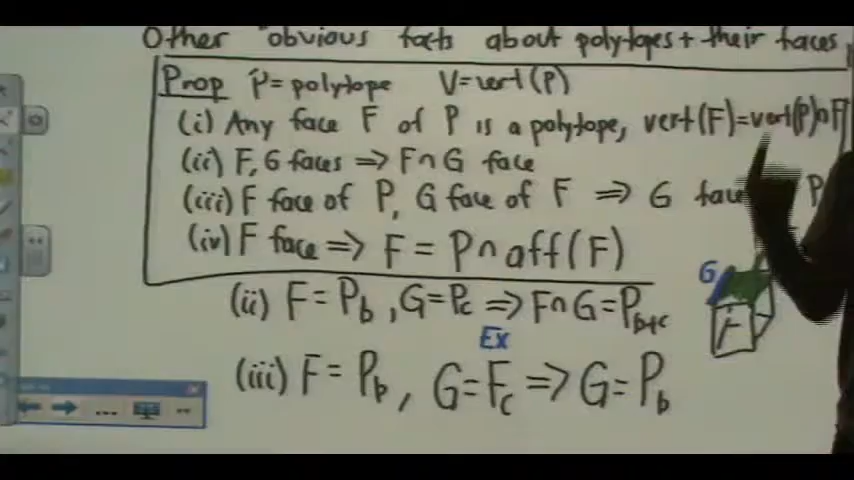 Other obvious facts about polytopes + their faces
Prop P = polytope V = vert(P)
(i) Any face F of P is a polytope, vert(F) = vert(P) ∩ F
(ii) F, G faces ⇒ F ∩ G face
(iii) F face of P, G face of F ⇒ G face P
(iv) F face ⇒ F = P ∩ aff(F)
(ii) F = P_b, G = P_c ⇒ F ∩ G = P_{b+c}
Ex
(iii) F = P_b, G = F_c ⇒ G = P_b
G
F